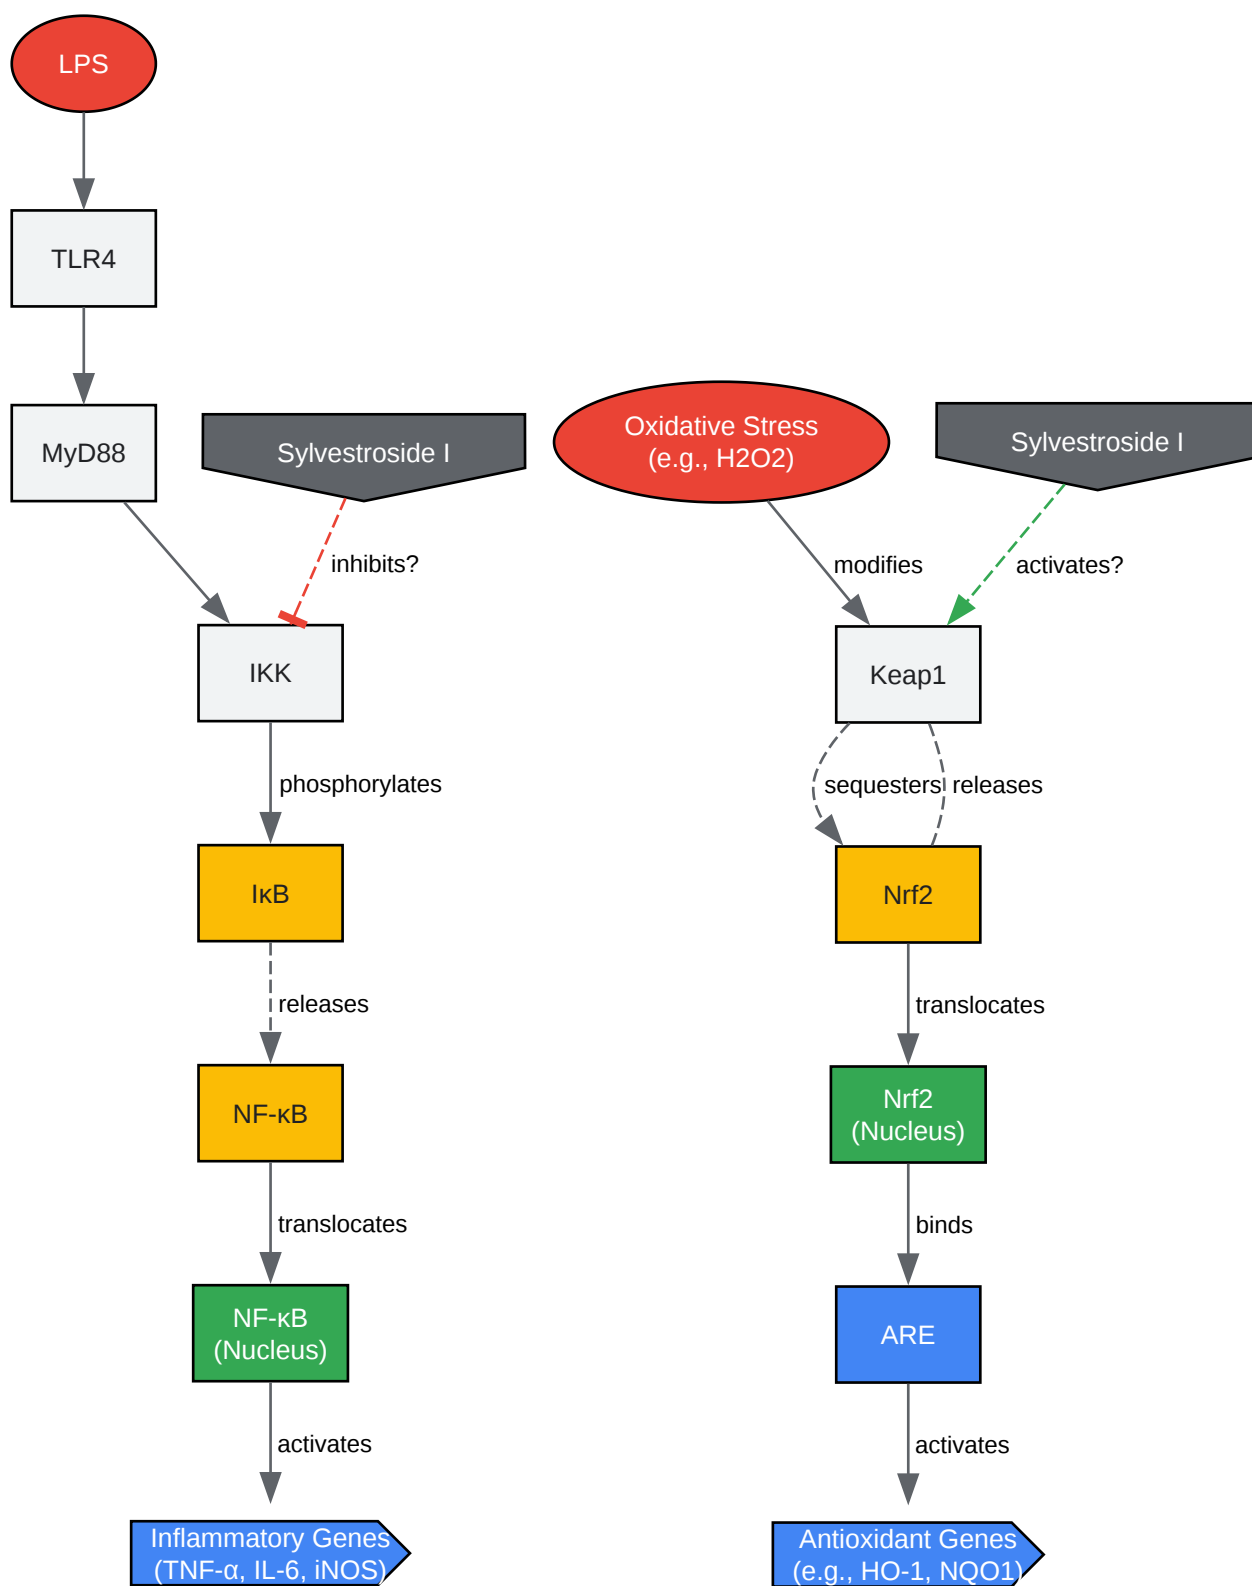 LPS
TLR4
MyD88
Sylvestroside I
inhibits?
IKK
phosphorylates
IκB
releases
NF-κB
translocates
NF-κB
(Nucleus)
activates
Inflammatory Genes
(TNF-α, IL-6, iNOS)
Oxidative Stress
(e.g., H2O2)
Sylvestroside I
modifies
activates?
Keap1
sequesters
releases
Nrf2
translocates
Nrf2
(Nucleus)
binds
ARE
activates
Antioxidant Genes
(e.g., HO-1, NQO1)